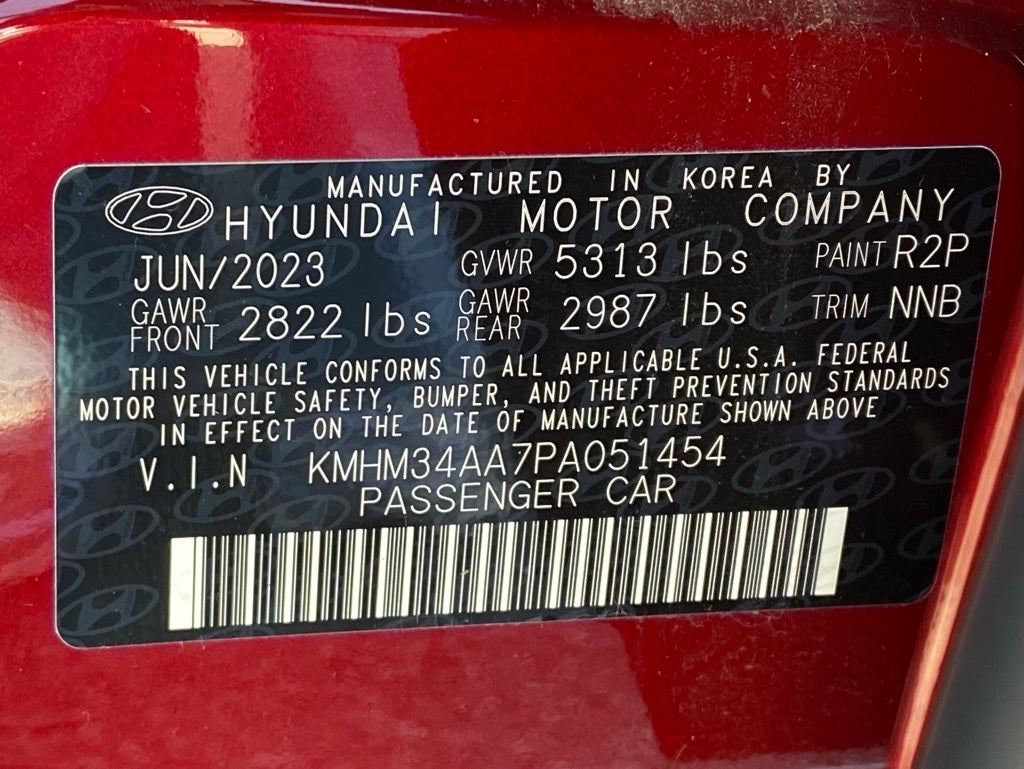 MANUFACTURED IN KOREA BY
HYUNDAI MOTOR COMPANY
JUN/2023 GVWR 5313 lbs PAINT R2P
GAWR FRONT 2822 lbs GAWR REAR 2987 lbs TRIM NNB
THIS VEHICLE CONFORMS TO ALL APPLICABLE U.S.A. FEDERAL
MOTOR VEHICLE SAFETY, BUMPER, AND THEFT PREVENTION STANDARDS
IN EFFECT ON THE DATE OF MANUFACTURE SHOWN ABOVE
V.I.N KMHM34AA7PA051454
PASSENGER CAR